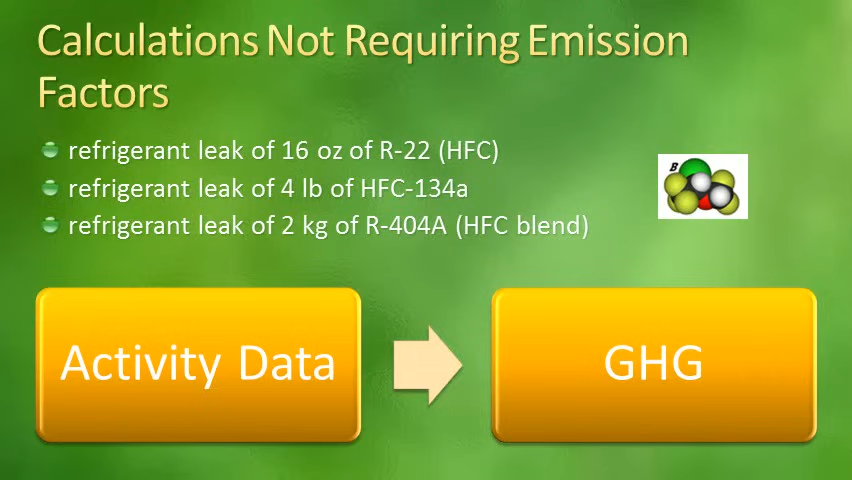 Calculations Not Requiring Emission
Factors
refrigerant leak of 16 oz of R-22 (HFC)
refrigerant leak of 4 lb of HFC-134a
refrigerant leak of 2 kg of R-404A (HFC blend)
B
Activity Data
GHG